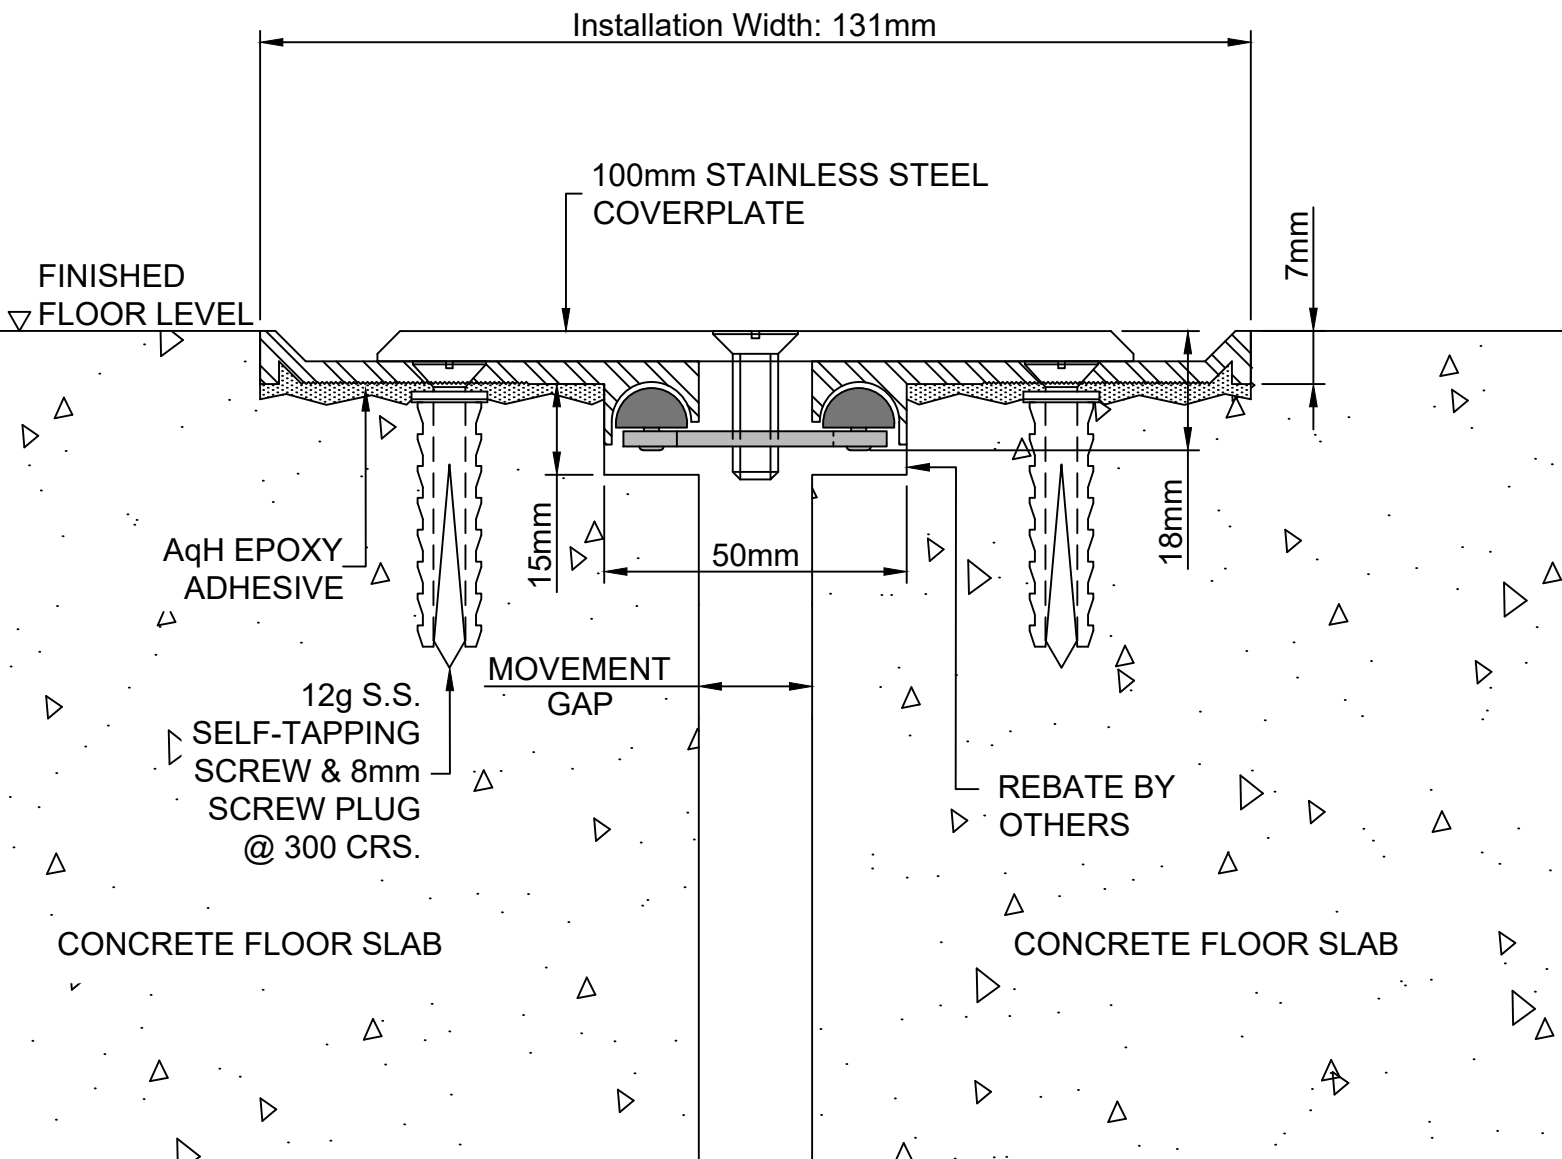 Installation Width: 131mm
100mm STAINLESS STEEL
COVERPLATE
7mm
FINISHED
FLOOR LEVEL
15mm
50mm
18mm
AqH EPOXY
ADHESIVE
MOVEMENT
GAP
12g S.S.
SELF-TAPPING
SCREW & 8mm
SCREW PLUG
@ 300 CRS.
REBATE BY
OTHERS
CONCRETE FLOOR SLAB
CONCRETE FLOOR SLAB